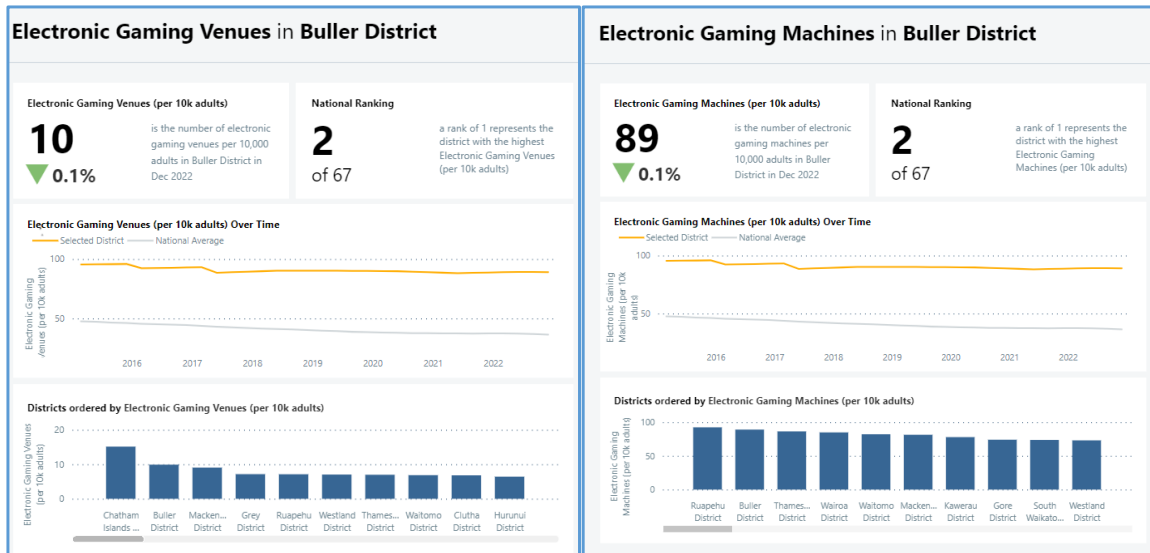 Electronic Gaming Venues in Buller District
Electronic Gaming Venues (per 10k adults)
10
0.1%
is the number of electronic
gaming venues per 10,000
adults in Buller District in
Dec 2022
National Ranking
2
of 67
a rank of 1 represents the
district with the highest
Electronic Gaming Venues
(per 10k adults)
Electronic Gaming Venues (per 10k adults) Over Time
Selected District
National Average
Electronic Gaming
Venues (per 10k adults)
100
50
2016
2017
2018
2019
2020
2021
2022
Districts ordered by Electronic Gaming Venues (per 10k adults)
Electronic Gaming Venues
(per 10k adults)
20
10
0
Chatham
Islands ...
Buller
District
Macken...
District
Grey
District
Ruapehu
District
Westland
District
Thames...
District
Waitomo
District
Clutha
District
Hurunui
District
Electronic Gaming Machines in Buller District
Electronic Gaming Machines (per 10k adults)
89
0.1%
is the number of electronic
gaming machines per
10,000 adults in Buller
District in Dec 2022
National Ranking
2
of 67
a rank of 1 represents the
district with the highest
Electronic Gaming
Machines (per 10k adults)
Electronic Gaming Machines (per 10k adults) Over Time
Selected District
National Average
Electronic Gaming
Machines (per 10k
adults)
100
50
2016
2017
2018
2019
2020
2021
2022
Districts ordered by Electronic Gaming Machines (per 10k adults)
Electronic Gaming
Machines (per 10k adults)
100
50
0
Ruapehu
District
Buller
District
Thames...
District
Wairoa
District
Waitomo
District
Macken...
District
Kawerau
District
Gore
District
South
Waikato...
Westland
District